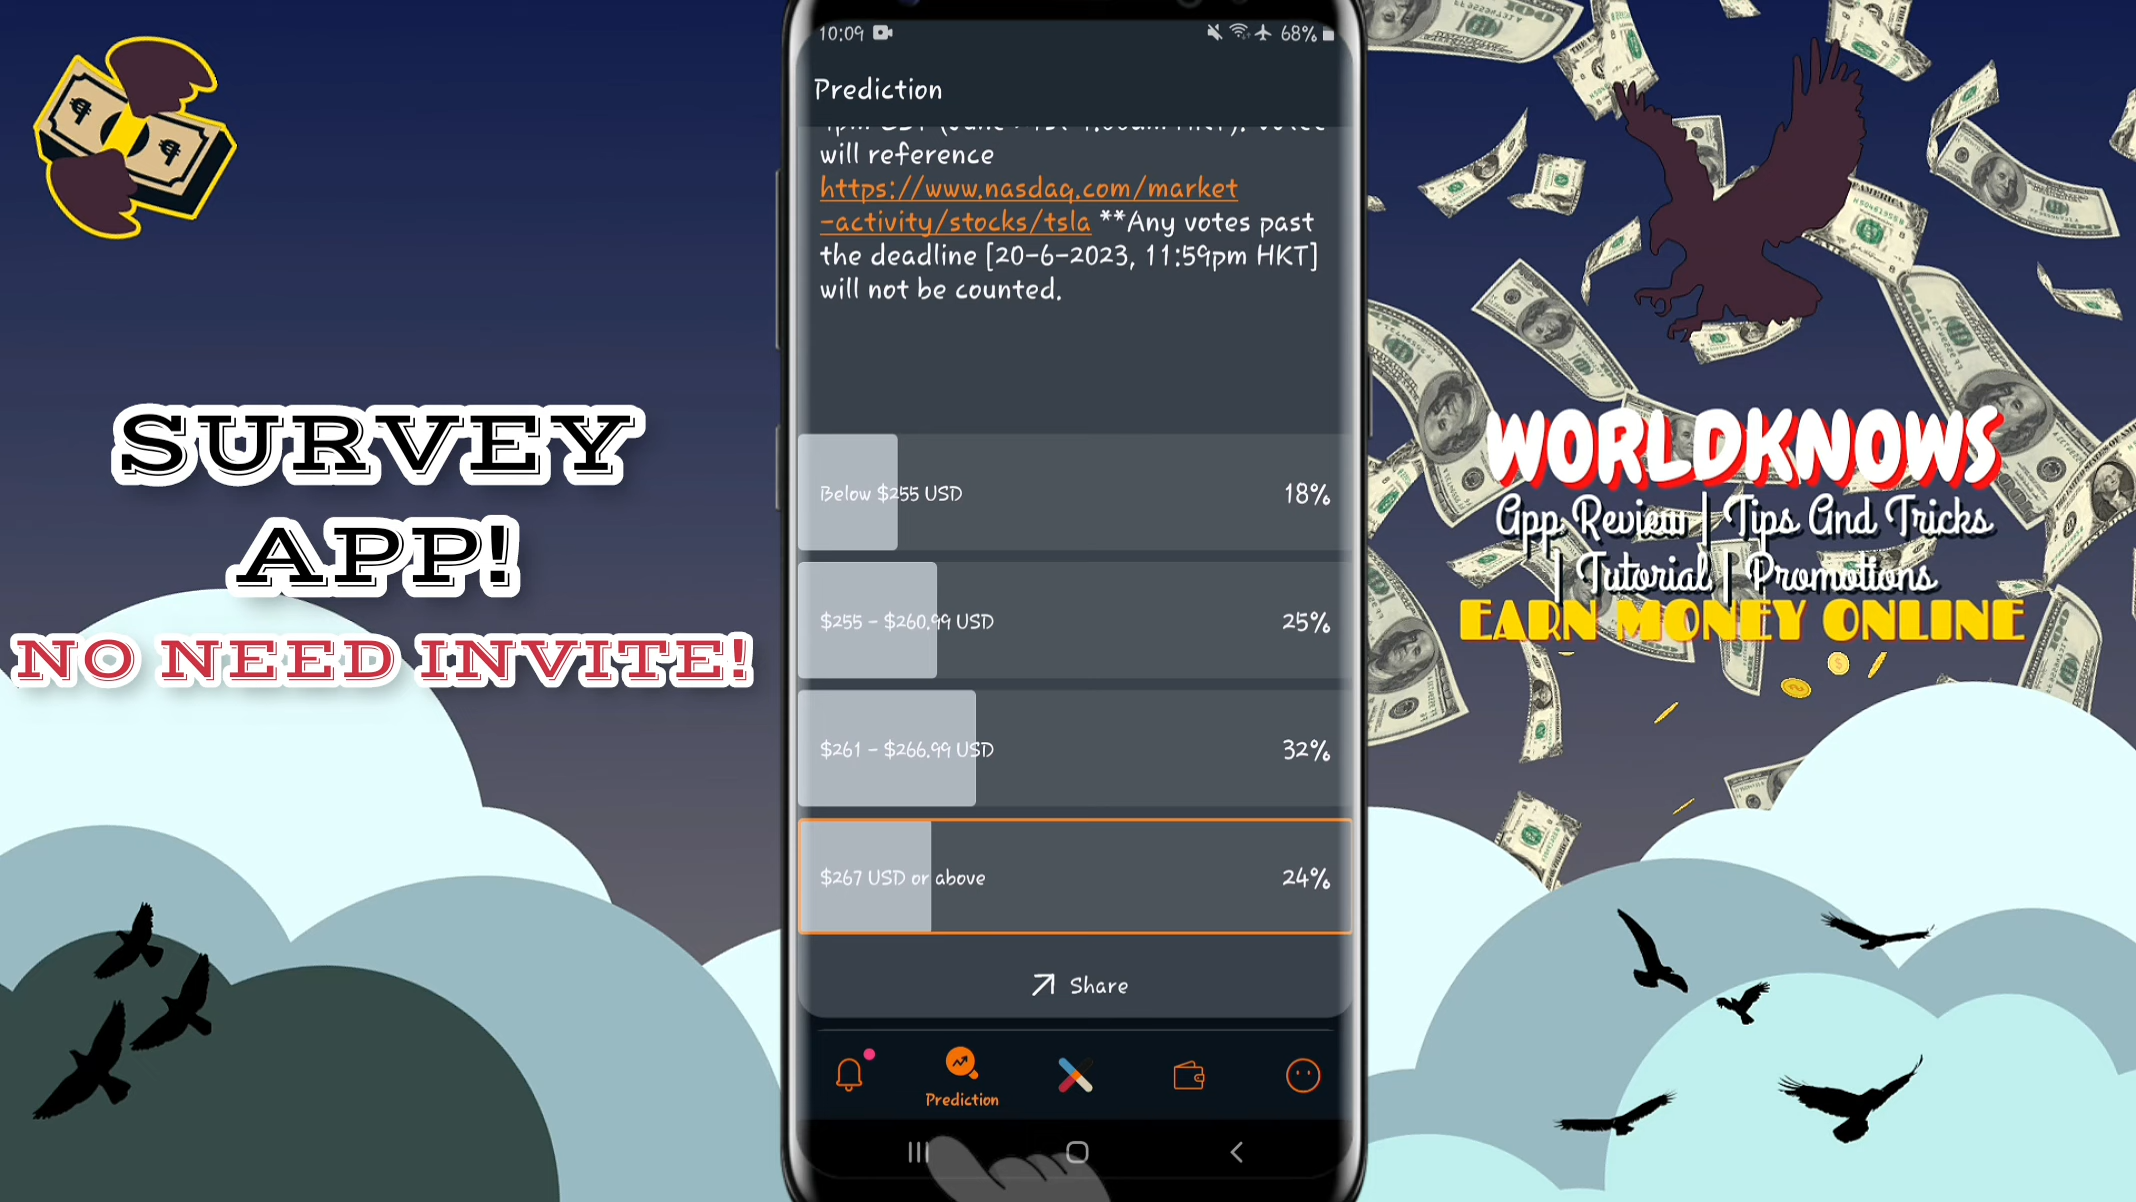 10:09
68%
Prediction
will reference
https://www.nasdaq.com/market
-activity/stocks/tsla **Any votes past
the deadline [20-6-2023, 11:59pm HKT]
will not be counted.
Below $255 USD 18%
$255 - $260.99 USD 25%
$261 - $266.99 USD 32%
$267 USD or above 24%
Share
Prediction
SURVEY
APP!
NO NEED INVITE!
WORLDKNOWS
App Review | Tips And Tricks
| Tutorial | Promotions
EARN MONEY ONLINE